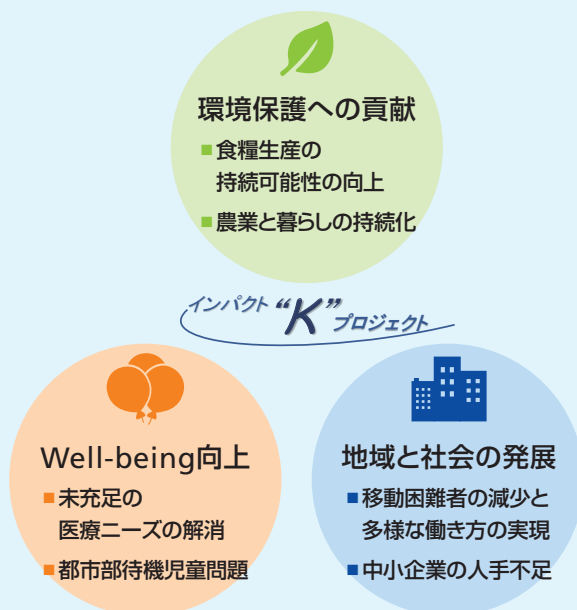 環境保護への貢献
■食糧生産の
持続可能性の向上
■農業と暮らしの持続化
インパクト“K”プロジェクト
Well-being向上
■未充足の
医療ニーズの解消
■都市部待機児童問題
地域と社会の発展
■移動困難者の減少と
多様な働き方の実現
■中小企業の人手不足